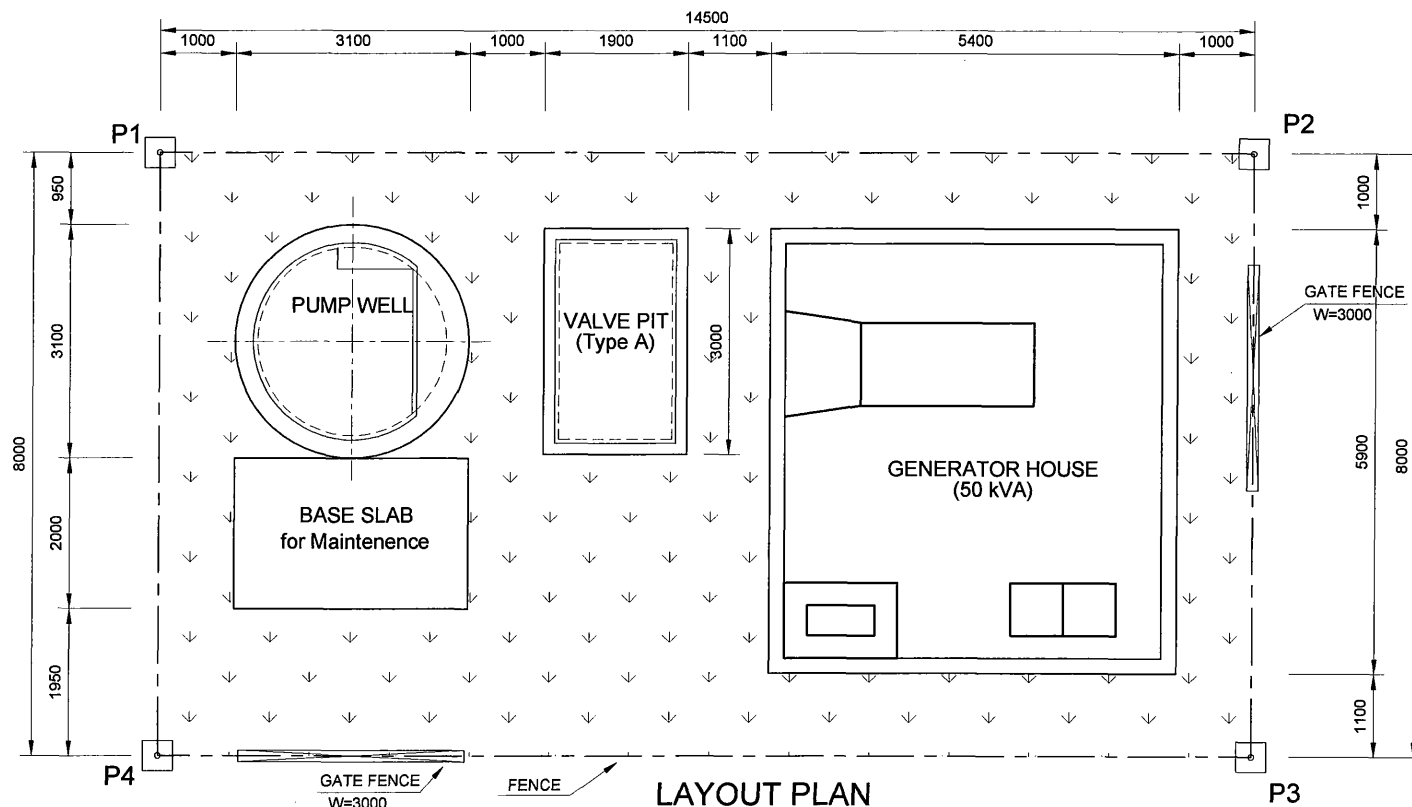 14500
1000 3100 1000 1900 1100 5400 1000
P1
P2
950
3100
2000
1950
8000
PUMP WELL
VALVE PIT
(Type A)
3000
GENERATOR HOUSE
(50 kVA)
BASE SLAB
for Maintenence
1000
5900
1100
8000
GATE FENCE
W=3000
P4
GATE FENCE
W=3000
FENCE
LAYOUT PLAN
P3